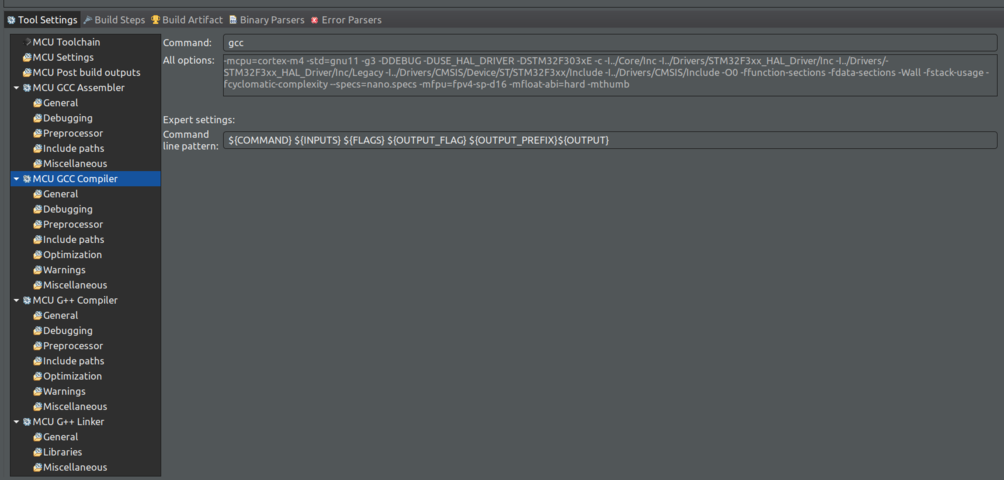 Tool Settings Build Steps Build Artifact Binary Parsers Error Parsers
MCU Toolchain
MCU Settings
MCU Post build outputs
MCU GCC Assembler
General
Debugging
Preprocessor
Include paths
Miscellaneous
MCU GCC Compiler
General
Debugging
Preprocessor
Include paths
Optimization
Warnings
Miscellaneous
MCU G++ Compiler
General
Debugging
Preprocessor
Include paths
Optimization
Warnings
Miscellaneous
MCU G++ Linker
General
Libraries
Miscellaneous
Command: gcc
All options: -mcpu=cortex-m4 -std=gnu11 -g3 -DDEBUG -DUSE_HAL_DRIVER -DSTM32F303xE -c -I../Core/Inc -I../Drivers/STM32F3xx_HAL_Driver/Inc -I../Drivers/-
STM32F3xx_HAL_Driver/Inc/Legacy -I../Drivers/CMSIS/Device/ST/STM32F3xx/Include -I../Drivers/CMSIS/Include -O0 -ffunction-sections -fdata-sections -Wall -fstack-usage -
fcyclomatic-complexity --specs=nano.specs -mfpu=fpv4-sp-d16 -mfloat-abi=hard -mthumb
Expert settings:
Command
line pattern: ${COMMAND} ${INPUTS} ${FLAGS} ${OUTPUT_FLAG} ${OUTPUT_PREFIX}${OUTPUT}